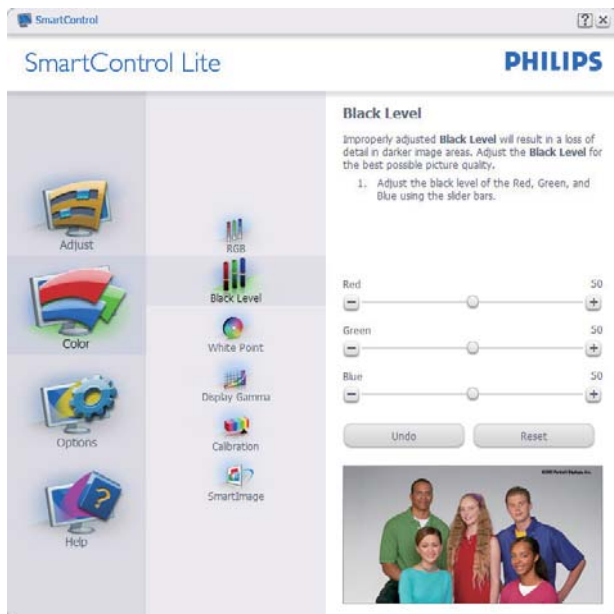 SmartControl
SmartControl Lite
PHILIPS
Adjust
Color
Options
Help
RGB
Black Level
White Point
Display Gamma
Calibration
SmartImage
Black Level
Improperly adjusted Black Level will result in a loss of
detail in darker image areas. Adjust the Black Level for
the best possible picture quality.
1. Adjust the black level of the Red, Green, and
Blue using the slider bars.
Red 50
Green 50
Blue 50
Undo Reset